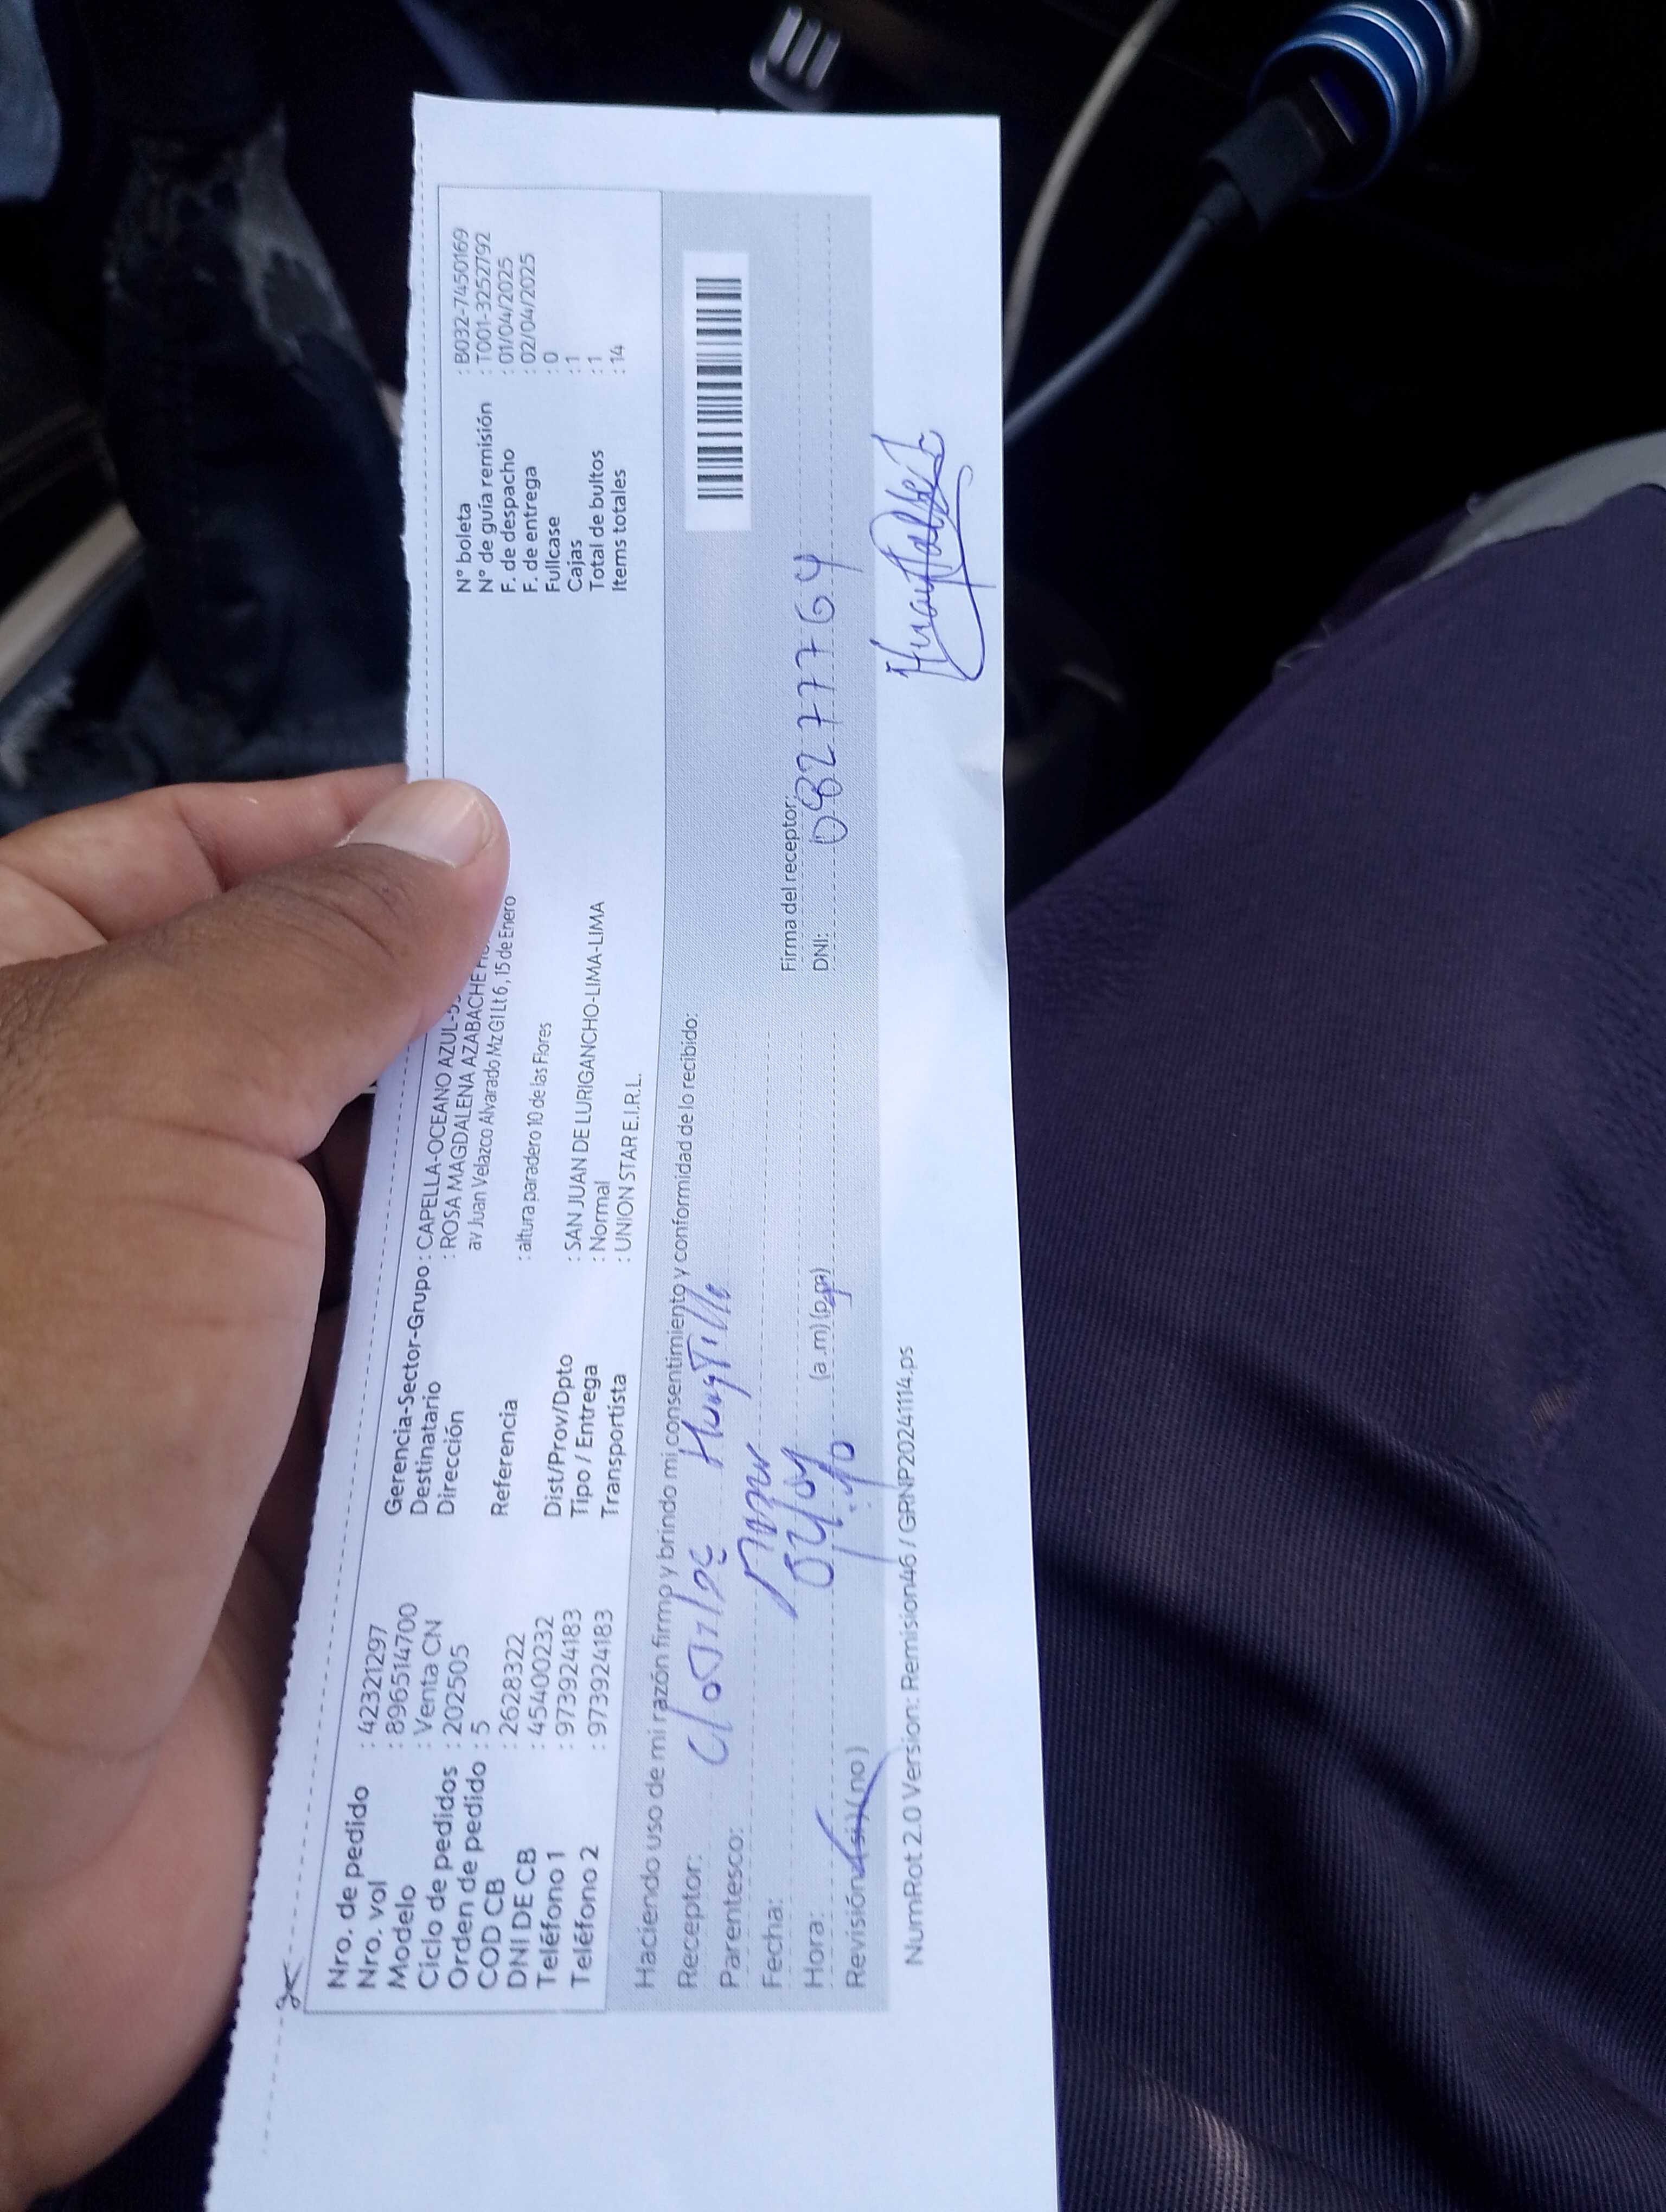 Nro. de pedido : 42321297
Nro. vol : 896514700
Modelo : Venta CN
Ciclo de pedidos : 202505
Orden de pedido : 5
COD CB : 2628322
DNI DE CB : 45400232
Teléfono 1 : 973924183
Teléfono 2 : 973924183
Gerencia-Sector-Grupo : CAPELLA-OCEANO AZUL-
Destinatario : ROSA MAGDALENA AZABACHE
Dirección av Juan Velazco Alvarado Mz G1 Lt 6 , 15 de Enero
Referencia : altura paradero 10 de las Flores
Dist/Prov/Dpto : SAN JUAN DE LURIGANCHO-LIMA-LIMA
Tipo / Entrega : Normal
Transportista : UNION STAR E.I.R.L.
N° boleta : B032-7450169
N° de guía remisión : T001-3252792
F. de despacho : 01/04/2025
F. de entrega : 02/04/2025
Fullcase : 0
Cajas : 1
Total de bultos : 1
Items totales : 14
Haciendo uso de mi razón firmo y brindo mi consentimiento y conformidad de lo recibido:
Receptor:
Parentesco:
Fecha: 04/04
Hora: (a .m) (p.m)
Revisión (si) (no)
Firma del receptor:
DNI: 08277764
NumRot 2.0 Version: Remision46 / GRNP20241114.ps